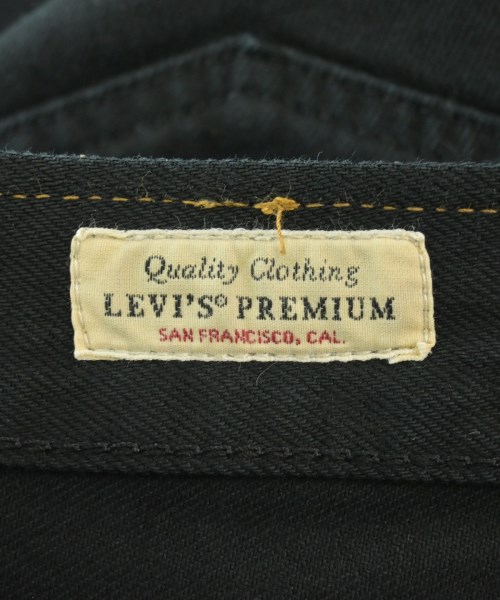 Quality Clothing
LEVI'S® PREMIUM
SAN FRANCISCO, CAL.